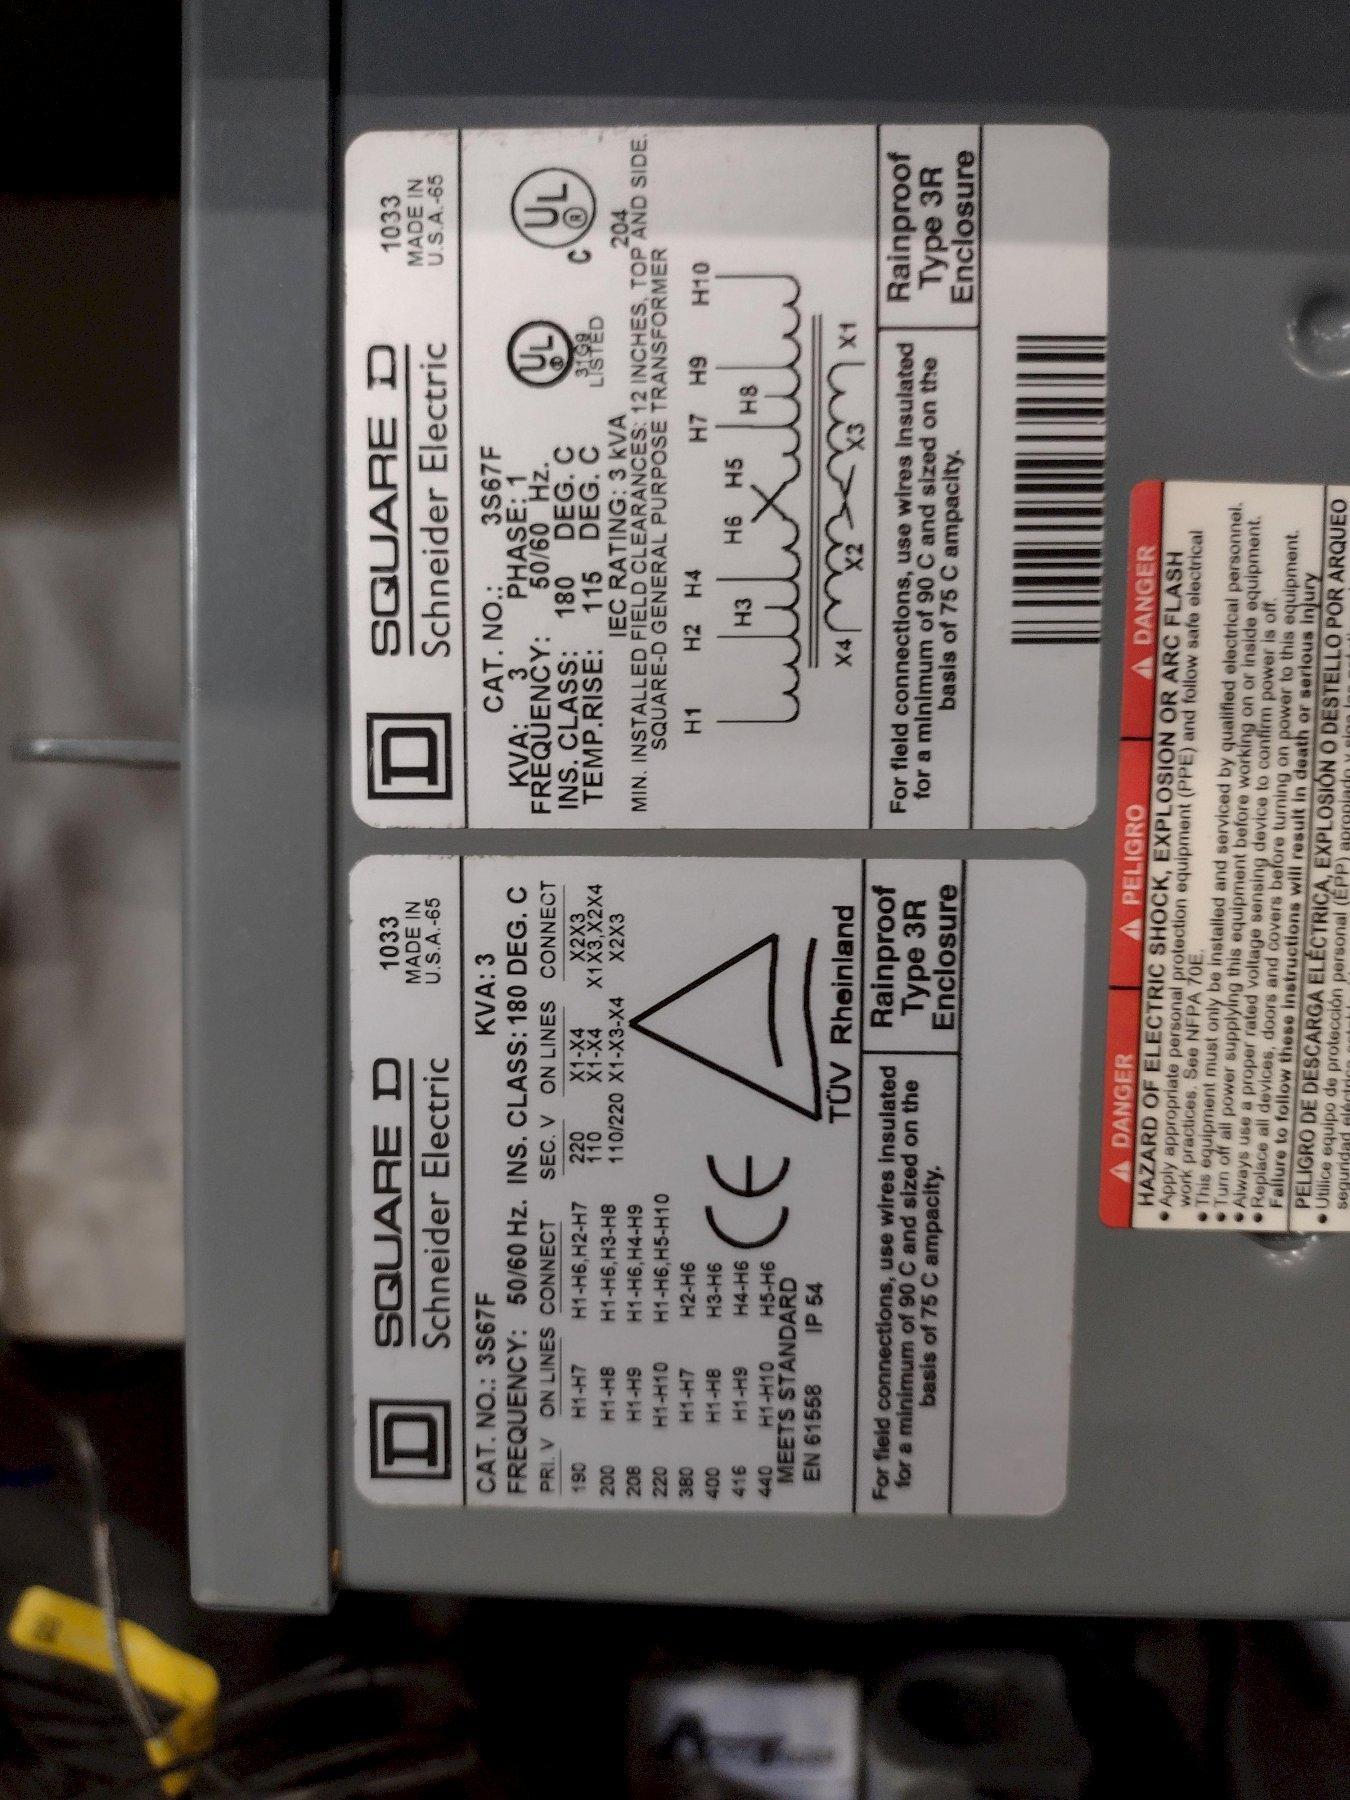 D
SQUARE D
Schneider Electric
1033
MADE IN
U.S.A.-65
CAT. NO.: 3S67F KVA: 3
FREQUENCY: 50/60 Hz. INS. CLASS: 180 DEG. C
PRI. V ON LINES CONNECT SEC. V ON LINES CONNECT
190 H1-H7 H1-H6,H2-H7 220 X1-X4 X2X3
200 H1-H8 H1-H6,H3-H8 110 X1-X4 X1X3,X2X4
208 H1-H9 H1-H6,H4-H9 110/220 X1-X3-X4 X2X3
220 H1-H10 H1-H6,H5-H10
380 H1-H7 H2-H6
400 H1-H8 H3-H6
416 H1-H9 H4-H6
440 H1-H10 H5-H6
MEETS STANDARD
EN 61558 IP 54
CE
TÜV Rheinland
For field connections, use wires insulated
for a minimum of 90 C and sized on the
basis of 75 C ampacity.
Rainproof
Type 3R
Enclosure
D
SQUARE D
Schneider Electric
1033
MADE IN
U.S.A.-65
CAT. NO.: 3S67F
KVA: 3 PHASE: 1
FREQUENCY: 50/60 Hz.
INS. CLASS: 180 DEG. C
TEMP.RISE: 115 DEG. C
IEC RATING: 3 kVA
UL ®
31G9
LISTED
C UL ®
204
MIN. INSTALLED FIELD CLEARANCES: 12 INCHES, TOP AND SIDE.
SQUARE-D GENERAL PURPOSE TRANSFORMER
H1 H2 H4 H6 H5 H7 H9 H10
H3 H8
X4 X2 X3 X1
For field connections, use wires insulated
for a minimum of 90 C and sized on the
basis of 75 C ampacity.
Rainproof
Type 3R
Enclosure
DANGER
PELIGRO
DANGER
HAZARD OF ELECTRIC SHOCK, EXPLOSION OR ARC FLASH
• Apply appropriate personal protection equipment (PPE) and follow safe electrical
work practices. See NFPA 70E.
• This equipment must only be installed and serviced by qualified electrical personnel.
• Turn off all power supplying this equipment before working on or inside equipment.
• Always use a proper rated voltage sensing device to confirm power is off.
• Replace all devices, doors and covers before turning on power to this equipment.
Failure to follow these instructions will result in death or serious injury
PELIGRO DE DESCARGA ELÉCTRICA, EXPLOSIÓN O DESTELLO POR ARQUEO
• Utilice equipo de protección personal (EPP) apropiado y siga las
seguridad eléctrica